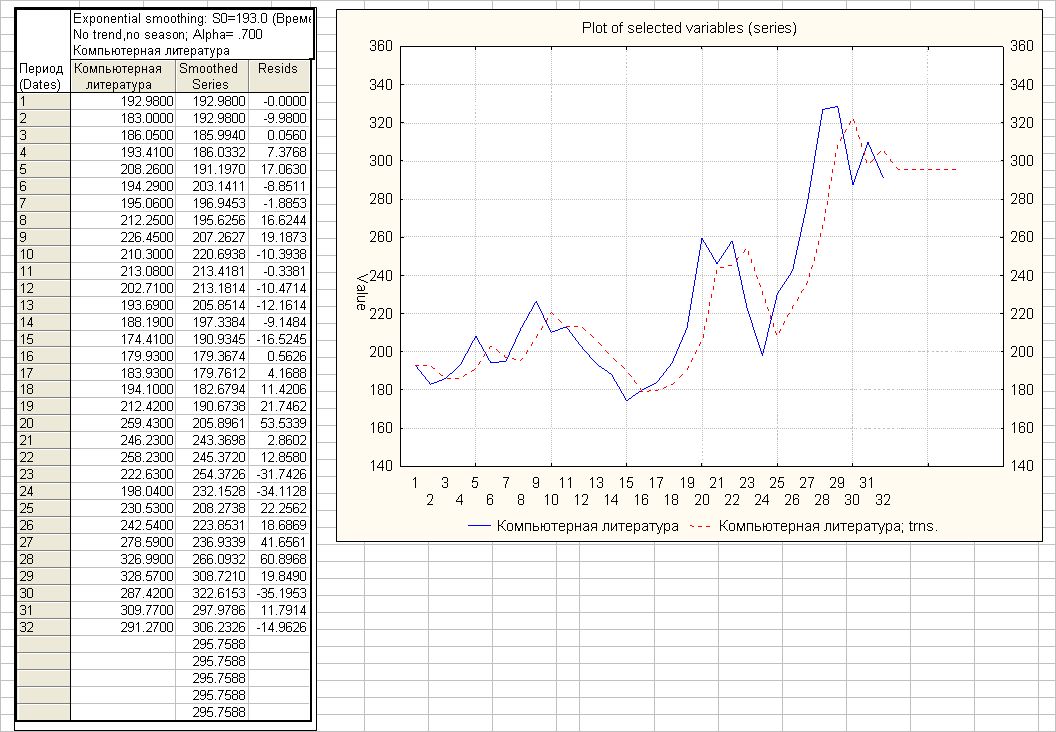 Exponential smoothing: S0=193.0 (Време
No trend,no season; Alpha= .700
Компьютерная литература
Период (Dates) Компьютерная литература Smoothed Series Resids
1 192.9800 192.9800 -0.0000
2 183.0000 192.9800 -9.9800
3 186.0500 185.9940 0.0560
4 193.4100 186.0332 7.3768
5 208.2600 191.1970 17.0630
6 194.2900 203.1411 -8.8511
7 195.0600 196.9453 -1.8853
8 212.2500 195.6256 16.6244
9 226.4500 207.2627 19.1873
10 210.3000 220.6938 -10.3938
11 213.0800 213.4181 -0.3381
12 202.7100 213.1814 -10.4714
13 193.6900 205.8514 -12.1614
14 188.1900 197.3384 -9.1484
15 174.4100 190.9345 -16.5245
16 179.9300 179.3674 0.5626
17 183.9300 179.7612 4.1688
18 194.1000 182.6794 11.4206
19 212.4200 190.6738 21.7462
20 259.4300 205.8961 53.5339
21 246.2300 243.3698 2.8602
22 258.2300 245.3720 12.8580
23 222.6300 254.3726 -31.7426
24 198.0400 232.1528 -34.1128
25 230.5300 208.2738 22.2562
26 242.5400 223.8531 18.6869
27 278.5900 236.9339 41.6561
28 326.9900 266.0932 60.8968
29 328.5700 308.7210 19.8490
30 287.4200 322.6153 -35.1953
31 309.7700 297.9786 11.7914
32 291.2700 306.2326 -14.9626
295.7588
295.7588
295.7588
295.7588
295.7588
Plot of selected variables (series)
360 360
340 340
320 320
300 300
280 280
260 260
240 240
220 220
200 200
180 180
160 160
140 140
Value
1 3 5 7 9 11 13 15 17 19 21 23 25 27 29 31
2 4 6 8 10 12 14 16 18 20 22 24 26 28 30 32
Компьютерная литература Компьютерная литература; trns.